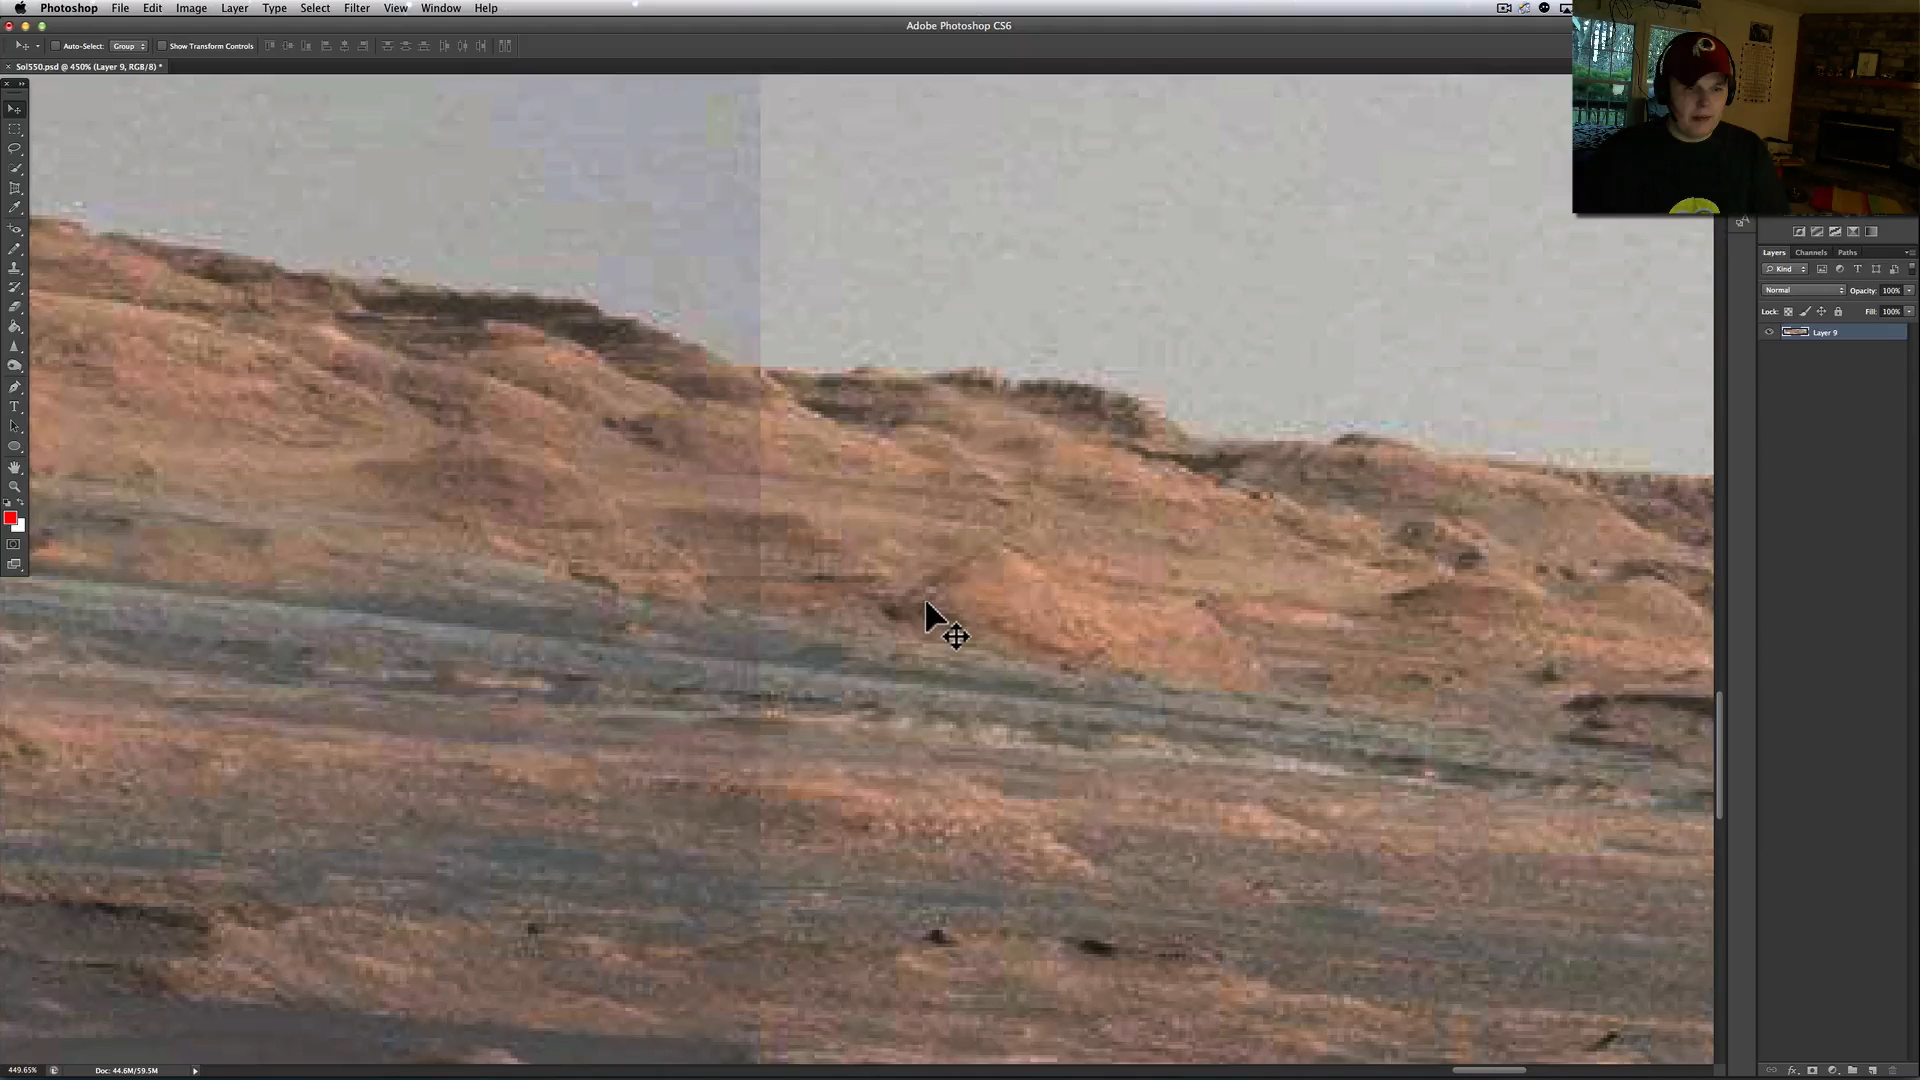 Photoshop File Edit Image Layer Type Select Filter View Window Help
Adobe Photoshop CS6
Auto-Select: Group Show Transform Controls
Sol550.psd @ 450% (Layer 9, RGB/8) *
Layers Channels Paths
Kind
Normal Opacity: 100%
Lock: Fill: 100%
Layer 9
449.65% Doc: 44.6M/59.5M